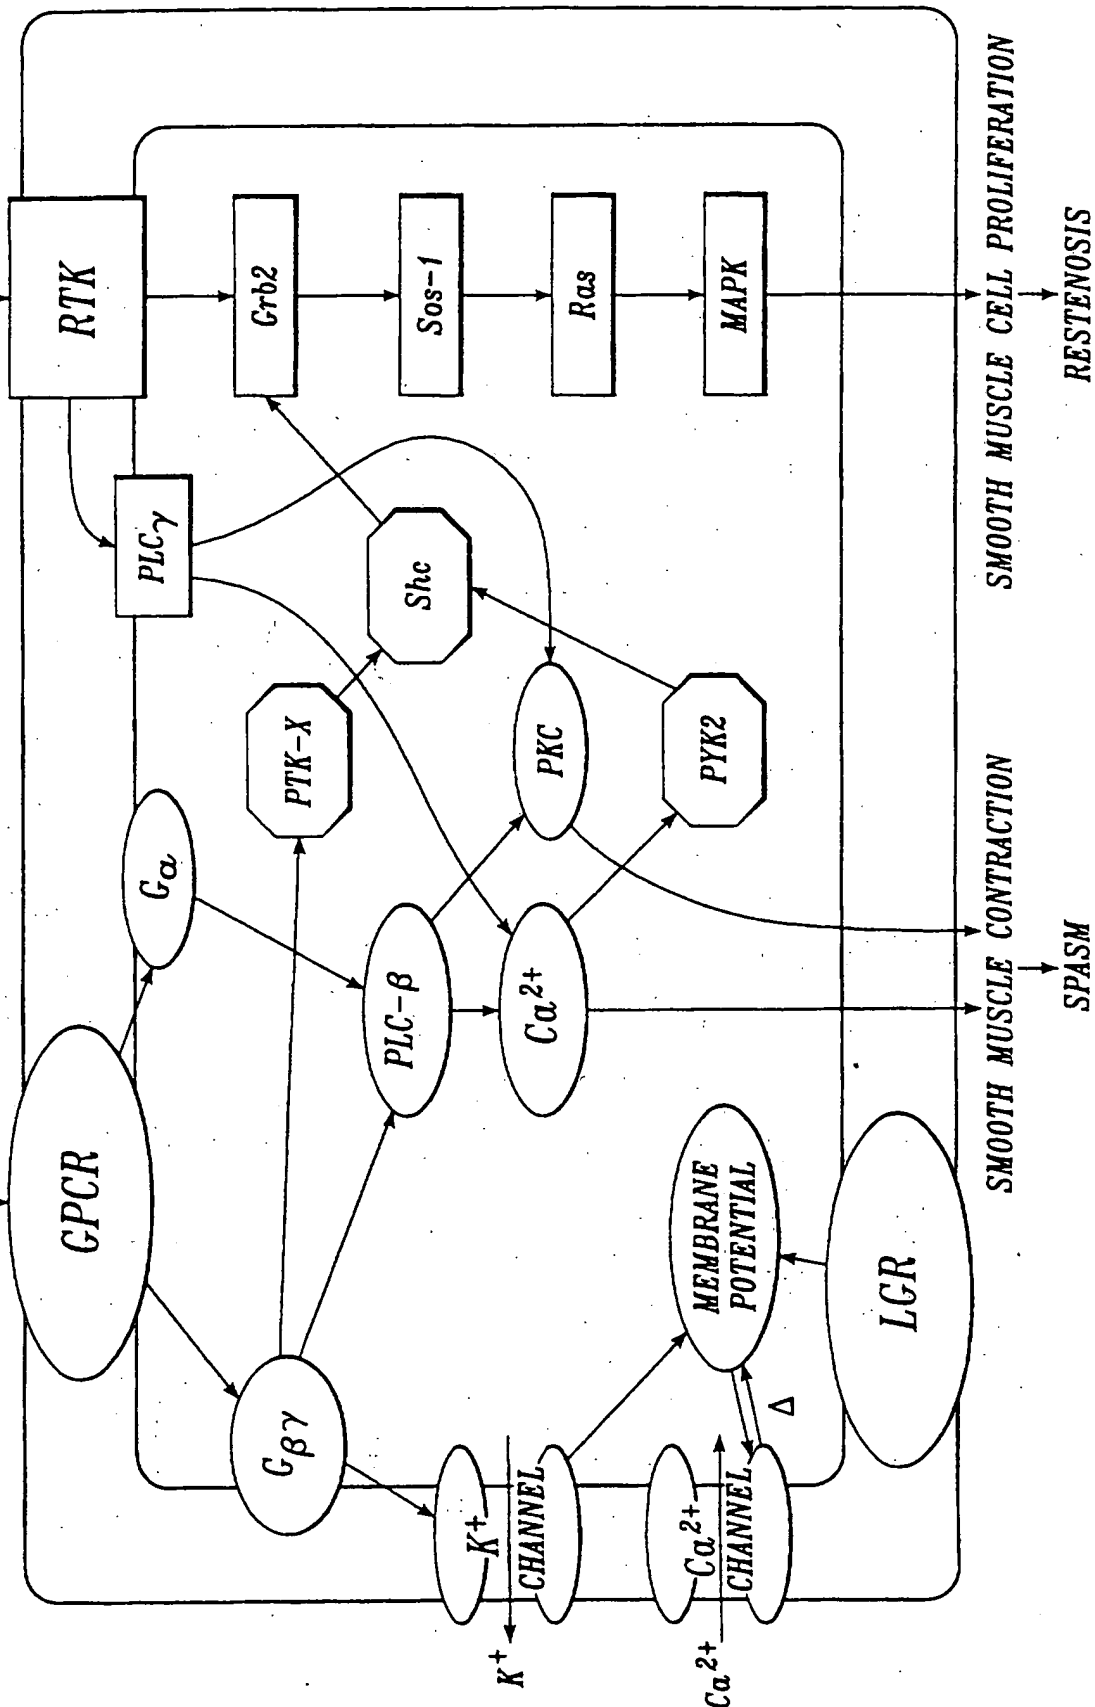 GPCR
RTK
Gα
PLCγ
Gβγ
PTK-X
Grb2
PLC-β
Shc
Sos-1
K+
CHANNEL
K+
Ca2+
PKC
Ras
Ca2+
CHANNEL
Ca2+
Δ
MEMBRANE
POTENTIAL
PYK2
MAPK
LGR
SMOOTH MUSCLE CONTRACTION
SPASM
SMOOTH MUSCLE CELL PROLIFERATION
RESTENOSIS